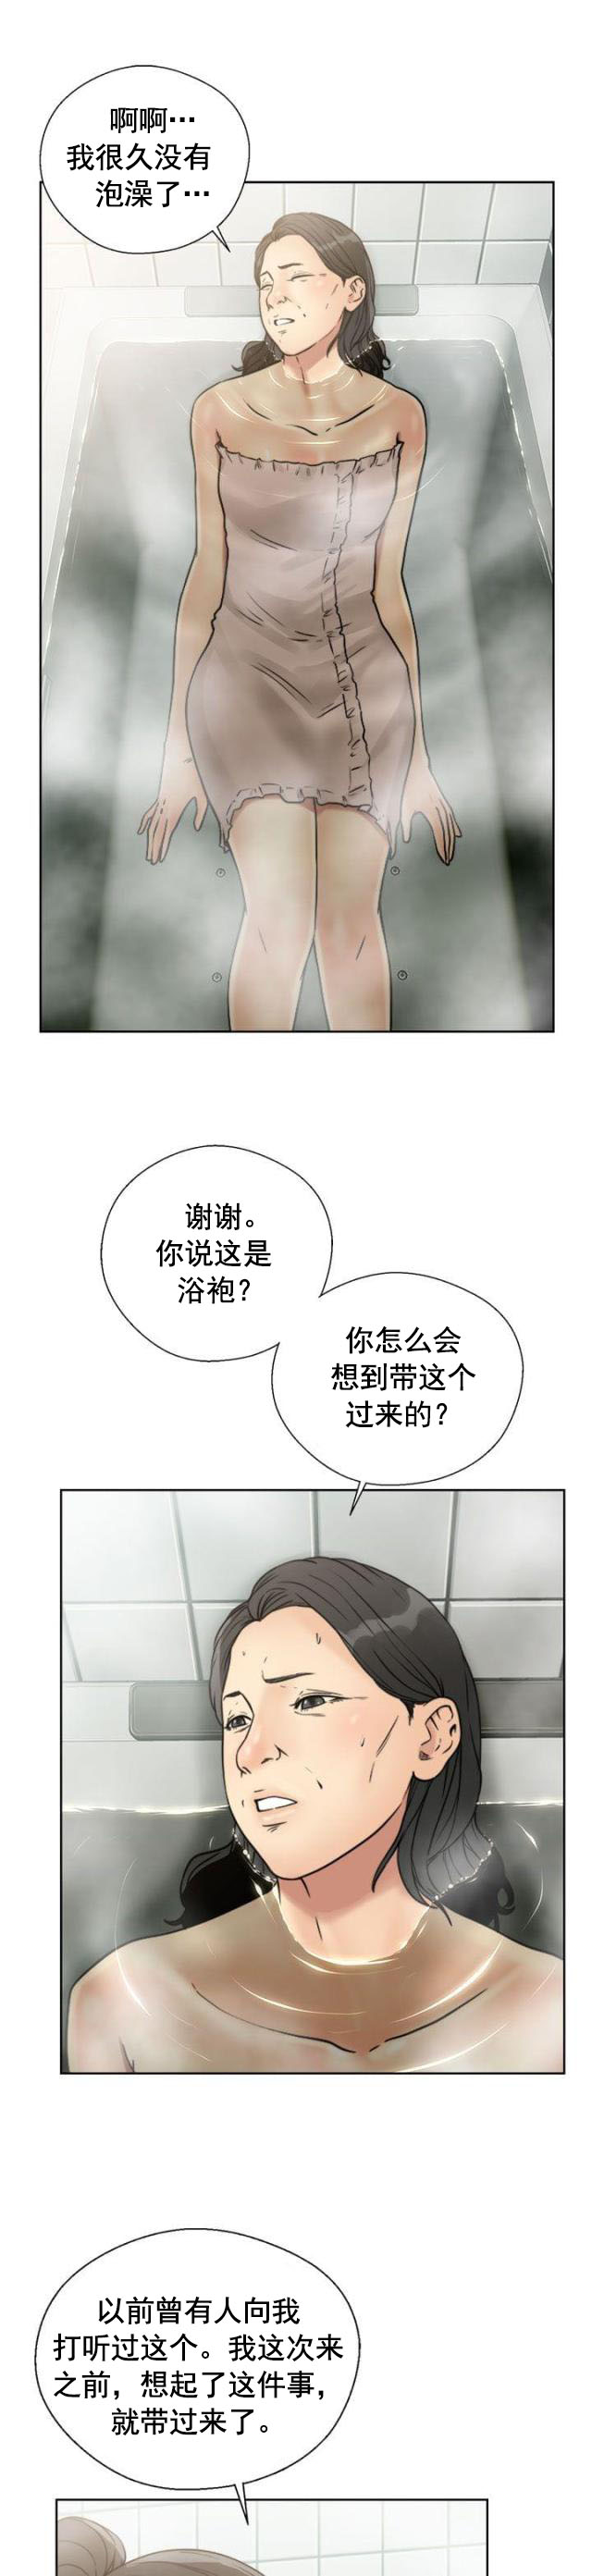 啊啊…
我很久没有
泡澡了…
谢谢。
你说这是
浴袍？
你怎么会
想到带这个
过来的？
以前曾有人向我
打听过这个。我这次来
之前，想起了这件事，
就带过来了。